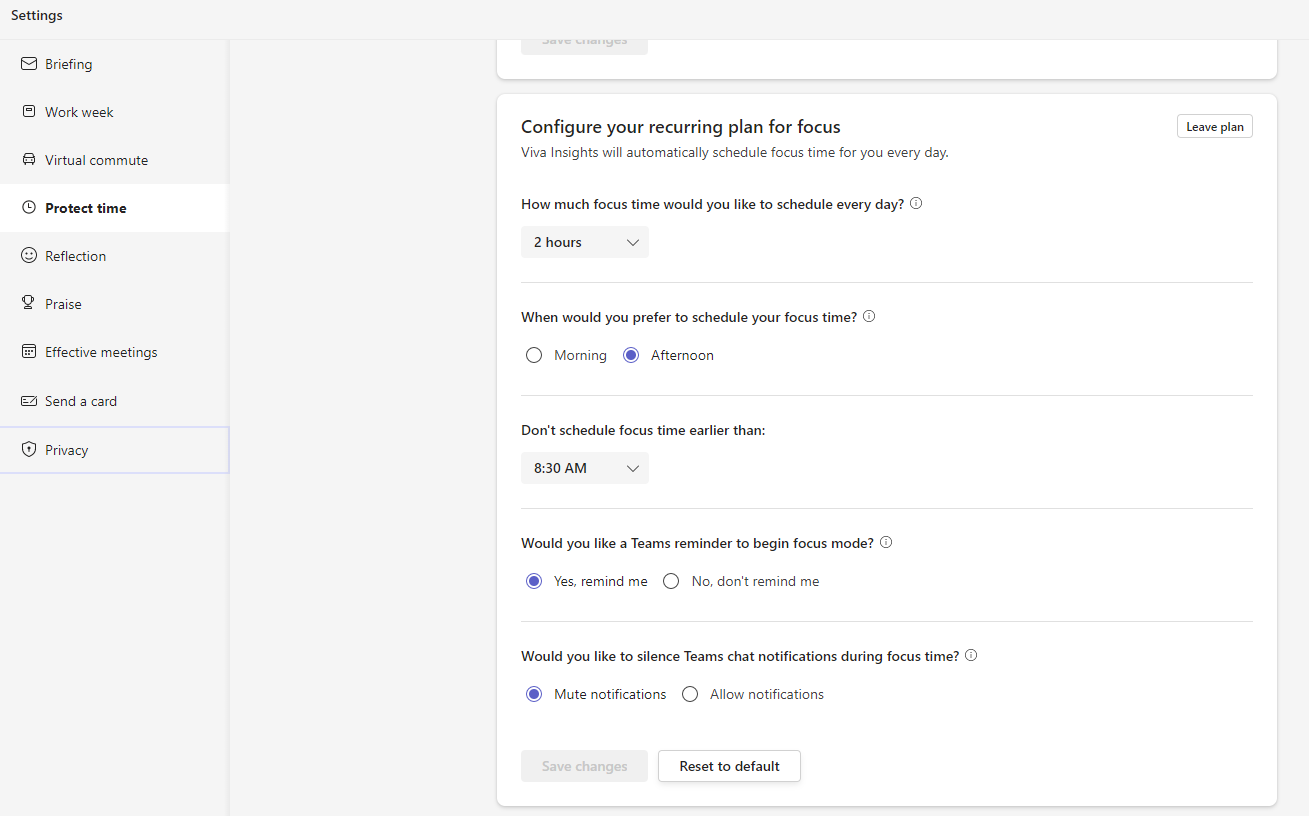 Settings
Briefing
Work week
Virtual commute
Protect time
Reflection
Praise
Effective meetings
Send a card
Privacy
Save changes
Configure your recurring plan for focus
Leave plan
Viva Insights will automatically schedule focus time for you every day.
How much focus time would you like to schedule every day?
2 hours
When would you prefer to schedule your focus time?
Morning Afternoon
Don't schedule focus time earlier than:
8:30 AM
Would you like a Teams reminder to begin focus mode?
Yes, remind me No, don't remind me
Would you like to silence Teams chat notifications during focus time?
Mute notifications Allow notifications
Save changes Reset to default